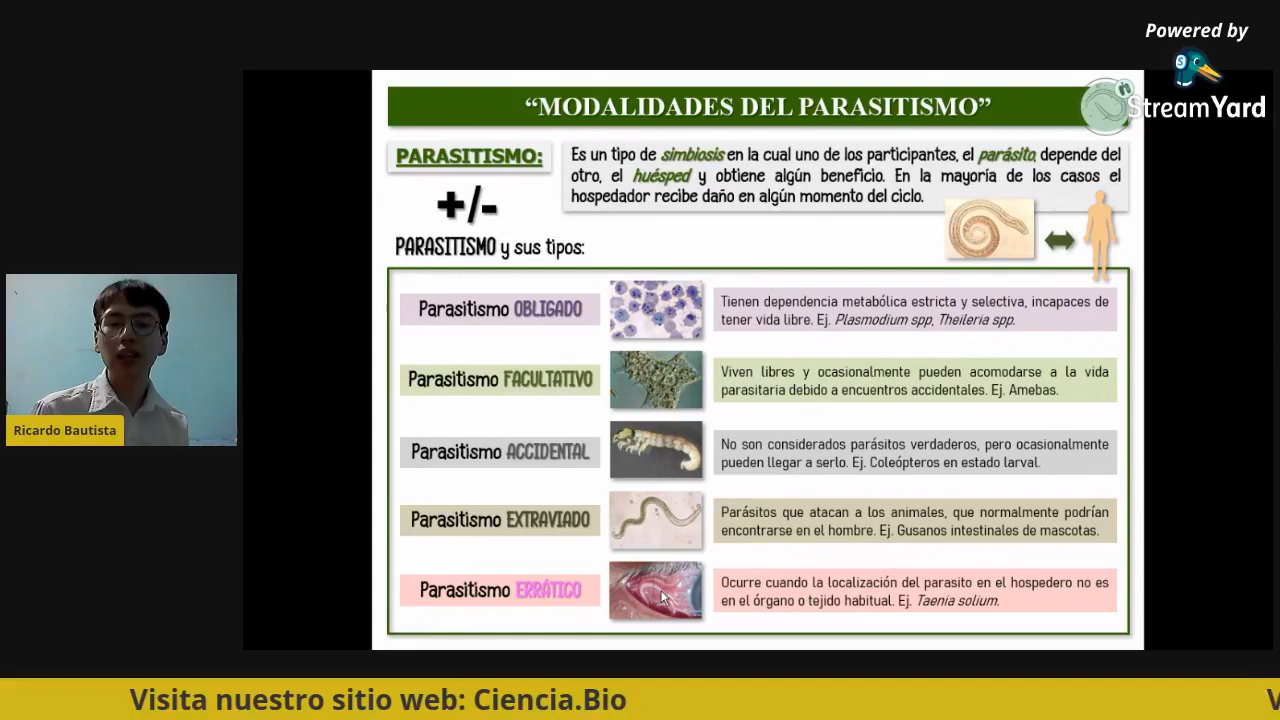 Powered by
StreamYard
“MODALIDADES DEL PARASITISMO”
PARASITISMO:
+/-
Es un tipo de simbiosis en la cual uno de los participantes, el parásito, depende del
otro, el huésped y obtiene algún beneficio. En la mayoría de los casos el
hospedador recibe daño en algún momento del ciclo.
PARASITISMO y sus tipos:
Parasitismo OBLIGADO
Tienen dependencia metabólica estricta y selectiva, incapaces de
tener vida libre. Ej. Plasmodium spp, Theileria spp.
Parasitismo FACULTATIVO
Viven libres y ocasionalmente pueden acomodarse a la vida
parasitaria debido a encuentros accidentales. Ej. Amebas.
Parasitismo ACCIDENTAL
No son considerados parásitos verdaderos, pero ocasionalmente
pueden llegar a serlo. Ej. Coleópteros en estado larval.
Parasitismo EXTRAVIADO
Parásitos que atacan a los animales, que normalmente podrían
encontrarse en el hombre. Ej. Gusanos intestinales de mascotas.
Parasitismo ERRÁTICO
Ocurre cuando la localización del parasito en el hospedero no es
en el órgano o tejido habitual. Ej. Taenia solium.
Ricardo Bautista
Visita nuestro sitio web: Ciencia.Bio
V